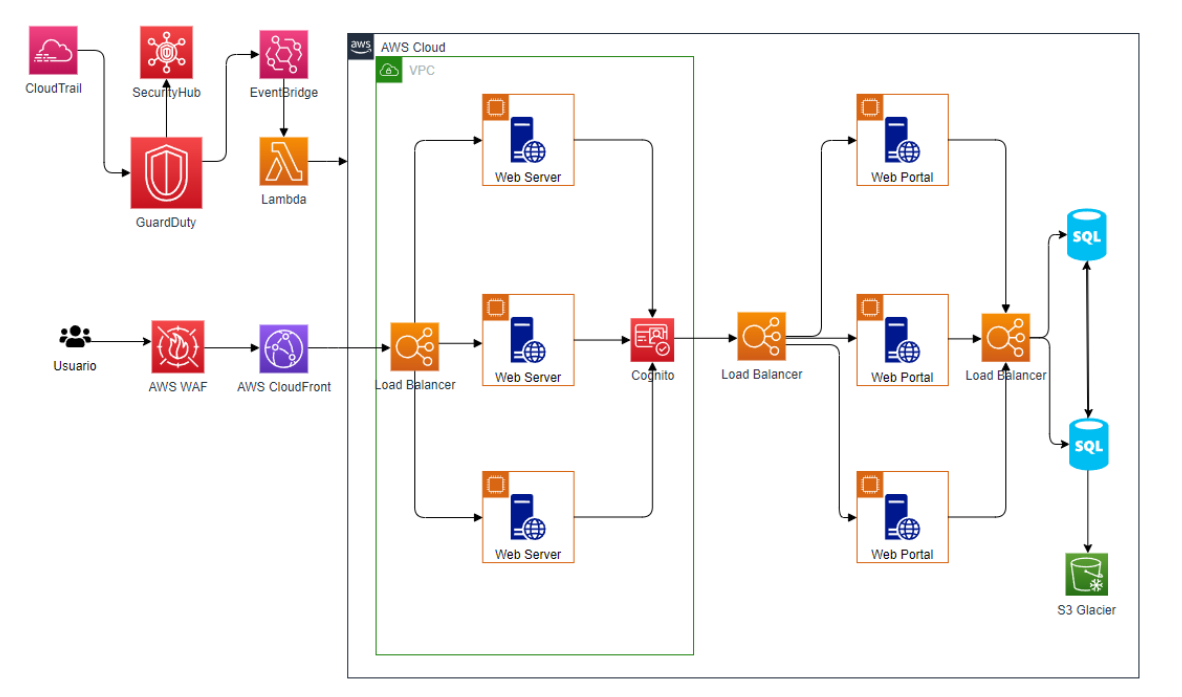 aws
AWS Cloud
VPC
CloudTrail
SecurityHub
EventBridge
GuardDuty
Lambda
Web Server
Web Portal
SQL
Usuario
AWS WAF
AWS CloudFront
Load Balancer
Web Server
Cognito
Load Balancer
Web Portal
Load Balancer
SQL
Web Server
Web Portal
S3 Glacier